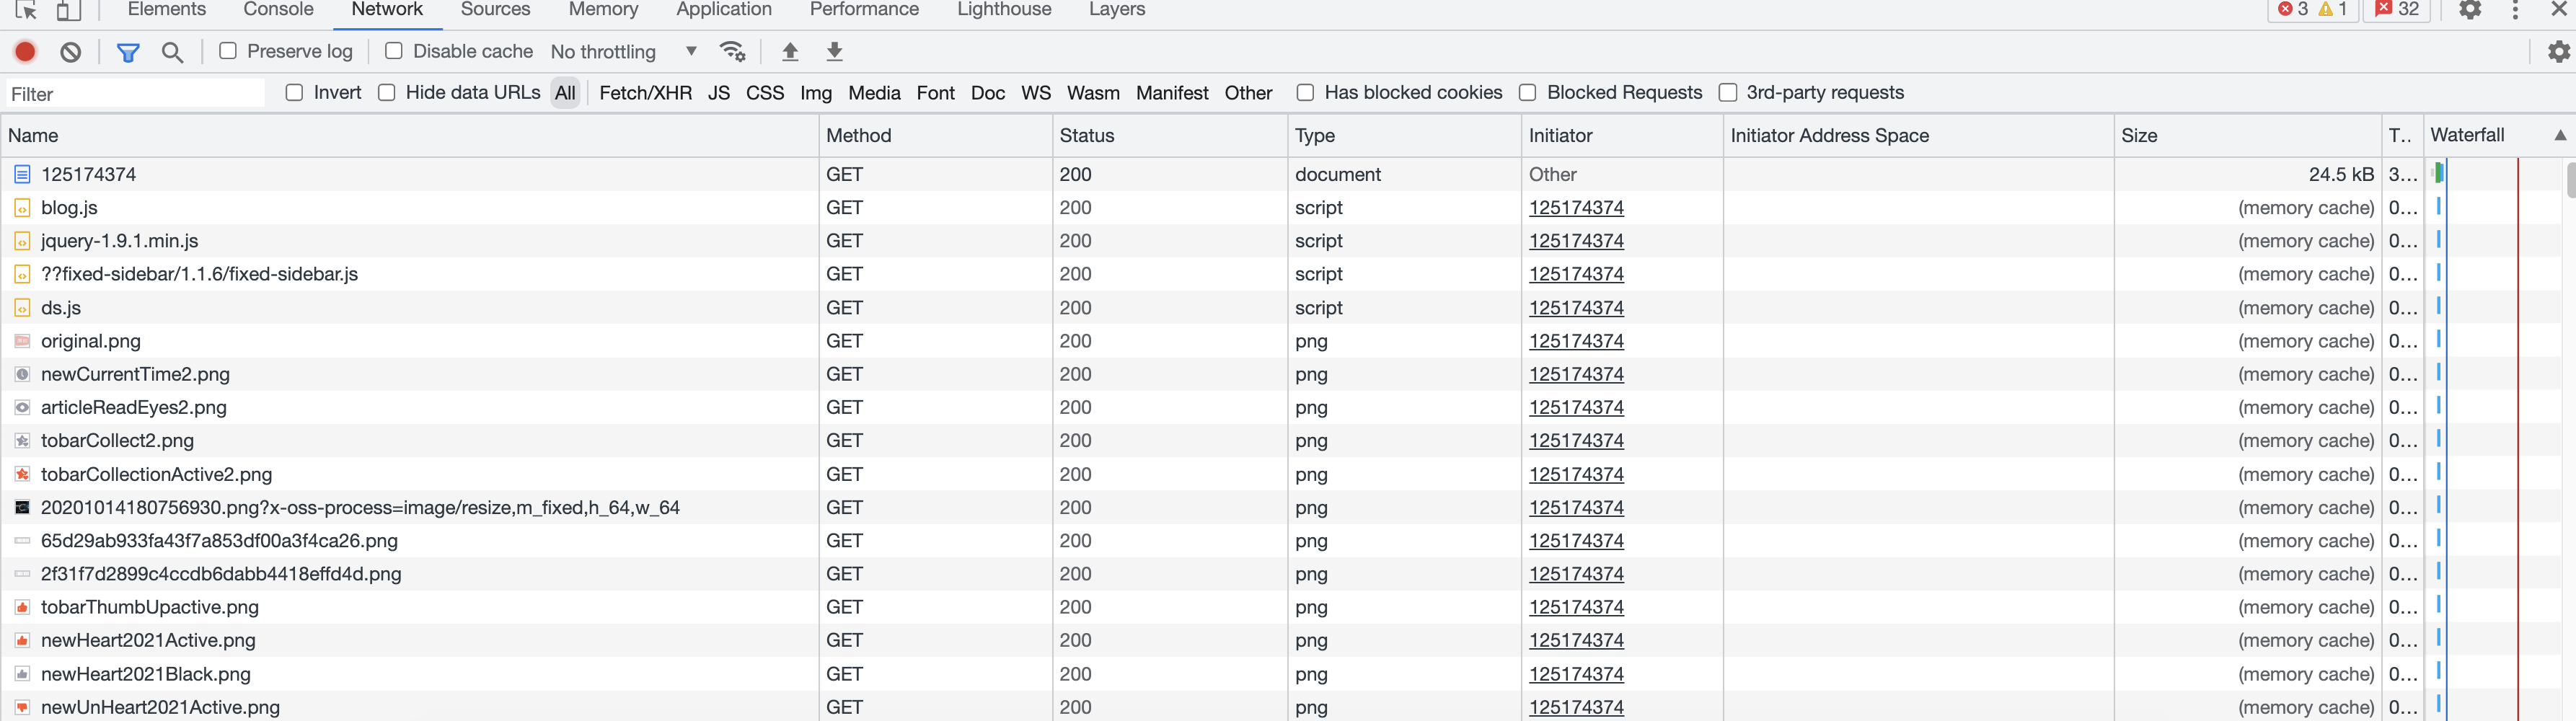 Elements Console Network Sources Memory Application Performance Lighthouse Layers 3 1 32
Preserve log Disable cache No throttling
Filter Invert Hide data URLs All Fetch/XHR JS CSS Img Media Font Doc WS Wasm Manifest Other Has blocked cookies Blocked Requests 3rd-party requests
Name Method Status Type Initiator Initiator Address Space Size T.. Waterfall
125174374 GET 200 document Other 24.5 kB 3...
blog.js GET 200 script 125174374 (memory cache) 0...
jquery-1.9.1.min.js GET 200 script 125174374 (memory cache) 0...
??fixed-sidebar/1.1.6/fixed-sidebar.js GET 200 script 125174374 (memory cache) 0...
ds.js GET 200 script 125174374 (memory cache) 0...
original.png GET 200 png 125174374 (memory cache) 0...
newCurrentTime2.png GET 200 png 125174374 (memory cache) 0...
articleReadEyes2.png GET 200 png 125174374 (memory cache) 0...
tobarCollect2.png GET 200 png 125174374 (memory cache) 0...
tobarCollectionActive2.png GET 200 png 125174374 (memory cache) 0...
20201014180756930.png?x-oss-process=image/resize,m_fixed,h_64,w_64 GET 200 png 125174374 (memory cache) 0...
65d29ab933fa43f7a853df00a3f4ca26.png GET 200 png 125174374 (memory cache) 0...
2f31f7d2899c4ccdb6dabb4418effd4d.png GET 200 png 125174374 (memory cache) 0...
tobarThumbUpactive.png GET 200 png 125174374 (memory cache) 0...
newHeart2021Active.png GET 200 png 125174374 (memory cache) 0...
newHeart2021Black.png GET 200 png 125174374 (memory cache) 0...
newUnHeart2021Active.png GET 200 png 125174374 (memory cache) 0...